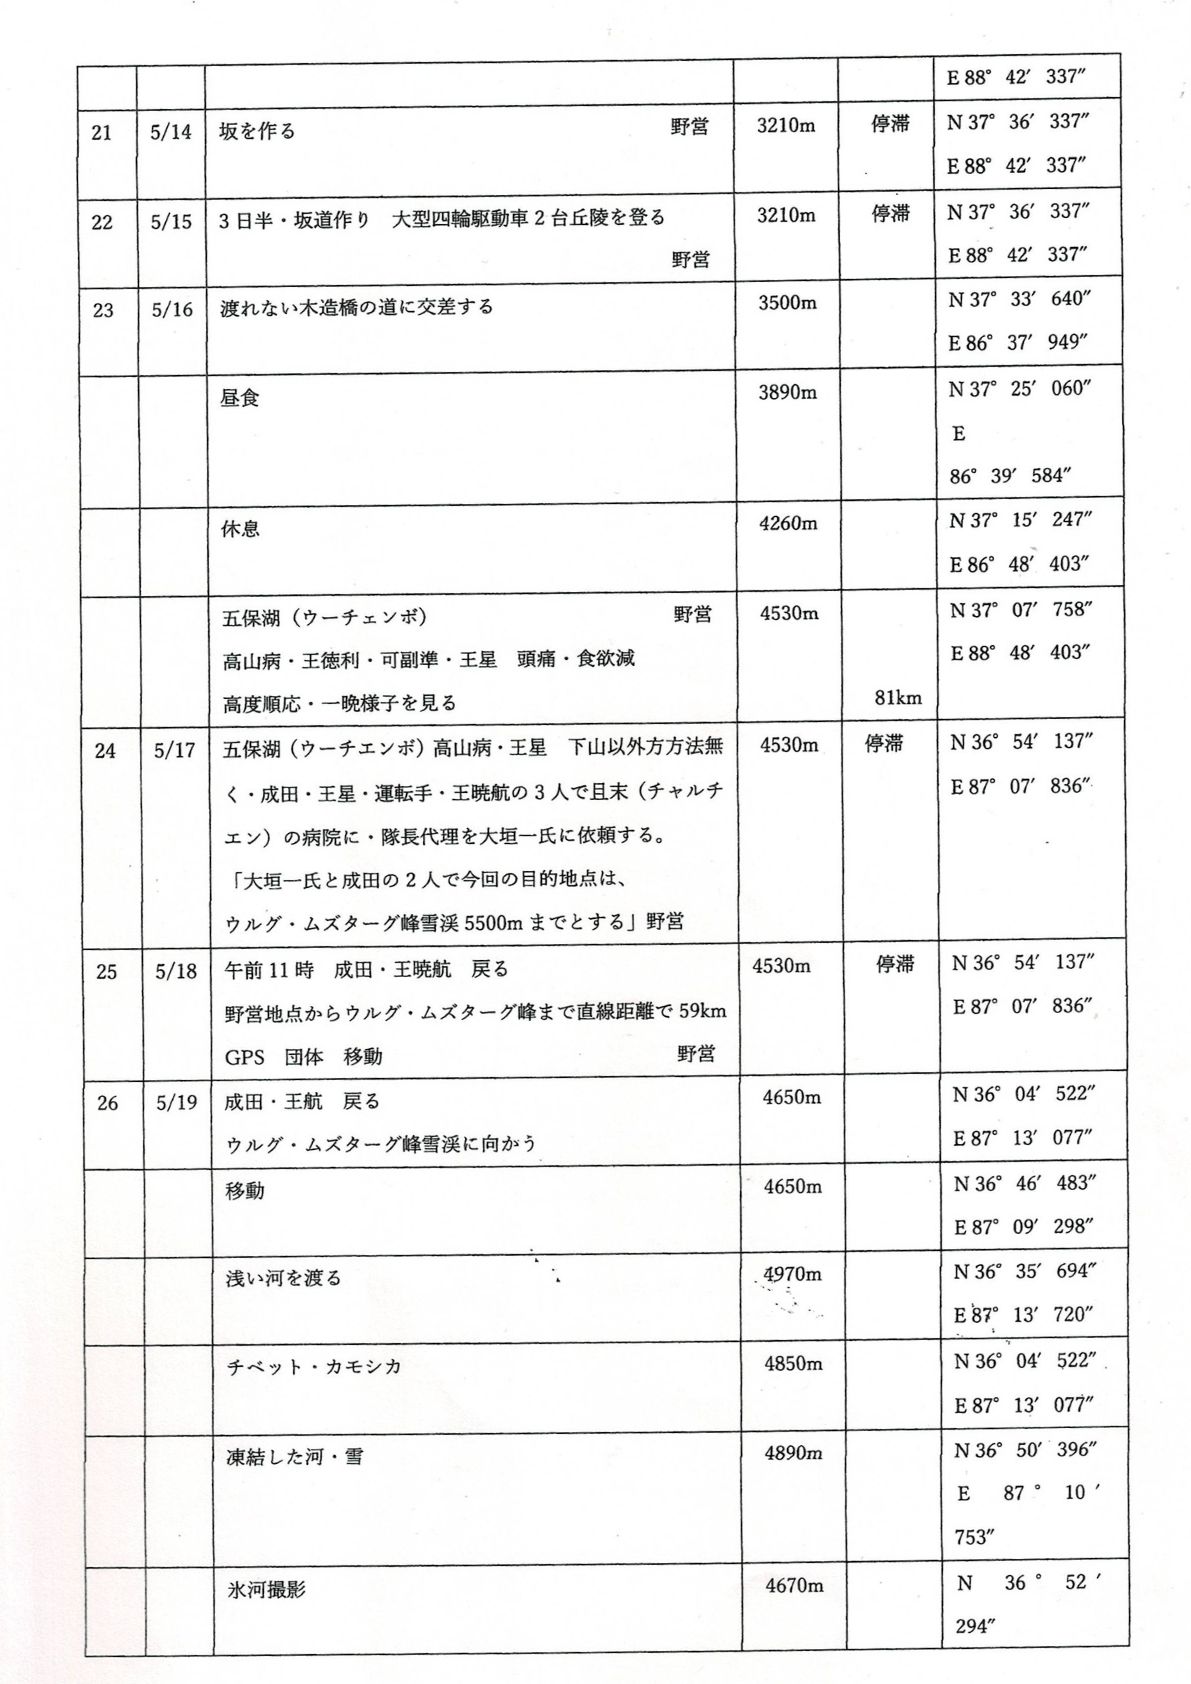 E 88° 42′ 337″
21 5/14 坂を作る 野営 3210m 停滞 N 37° 36′ 337″
E 88° 42′ 337″
22 5/15 3日半・坂道作り 大型四輪駆動車2台丘陵を登る 3210m 停滞 N 37° 36′ 337″
野営 E 88° 42′ 337″
23 5/16 渡れない木造橋の道に交差する 3500m N 37° 33′ 640″
E 86° 37′ 949″
昼食 3890m N 37° 25′ 060″
E
86° 39′ 584″
休息 4260m N 37° 15′ 247″
E 86° 48′ 403″
五保湖（ウーチェンボ） 野営 4530m N 37° 07′ 758″
高山病・王徳利・可副準・王星 頭痛・食欲減 E 88° 48′ 403″
高度順応・一晩様子を見る 81km
24 5/17 五保湖（ウーチエンボ）高山病・王星 下山以外方方法無 4530m 停滞 N 36° 54′ 137″
く・成田・王星・運転手・王暁航の3人で且末（チャルチ E 87° 07′ 836″
エン）の病院に・隊長代理を大垣一氏に依頼する。
「大垣一氏と成田の2人で今回の目的地点は、
ウルグ・ムズターグ峰雪渓5500mまでとする」野営
25 5/18 午前11時 成田・王暁航 戻る 4530m 停滞 N 36° 54′ 137″
野営地点からウルグ・ムズターグ峰まで直線距離で59km E 87° 07′ 836″
GPS 団体 移動 野営
26 5/19 成田・王航 戻る 4650m N 36° 04′ 522″
ウルグ・ムズターグ峰雪渓に向かう E 87° 13′ 077″
移動 4650m N 36° 46′ 483″
E 87° 09′ 298″
浅い河を渡る 4970m N 36° 35′ 694″
E 87° 13′ 720″
チベット・カモシカ 4850m N 36° 04′ 522″
E 87° 13′ 077″
凍結した河・雪 4890m N 36° 50′ 396″
E 87 ° 10 ′
753″
氷河撮影 4670m N 36 ° 52 ′
294″